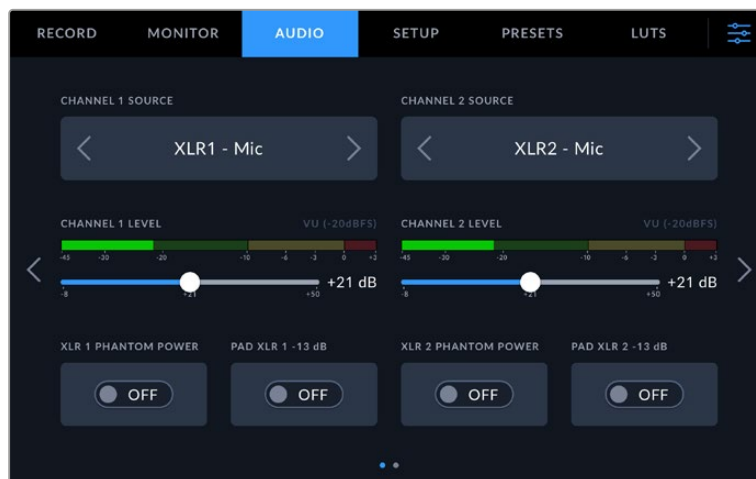 RECORD MONITOR AUDIO SETUP PRESETS LUTS
CHANNEL 1 SOURCE CHANNEL 2 SOURCE
XLR1 - Mic XLR2 - Mic
CHANNEL 1 LEVEL VU (-20dBFS) CHANNEL 2 LEVEL VU (-20dBFS)
-45 -30 -20 -10 -6 -3 0 +3 -45 -30 -20 -10 -6 -3 0 +3
+21 dB +21 dB
-8 +21 +50 -8 +21 +50
XLR 1 PHANTOM POWER PAD XLR 1 -13 dB XLR 2 PHANTOM POWER PAD XLR 2 -13 dB
OFF OFF OFF OFF